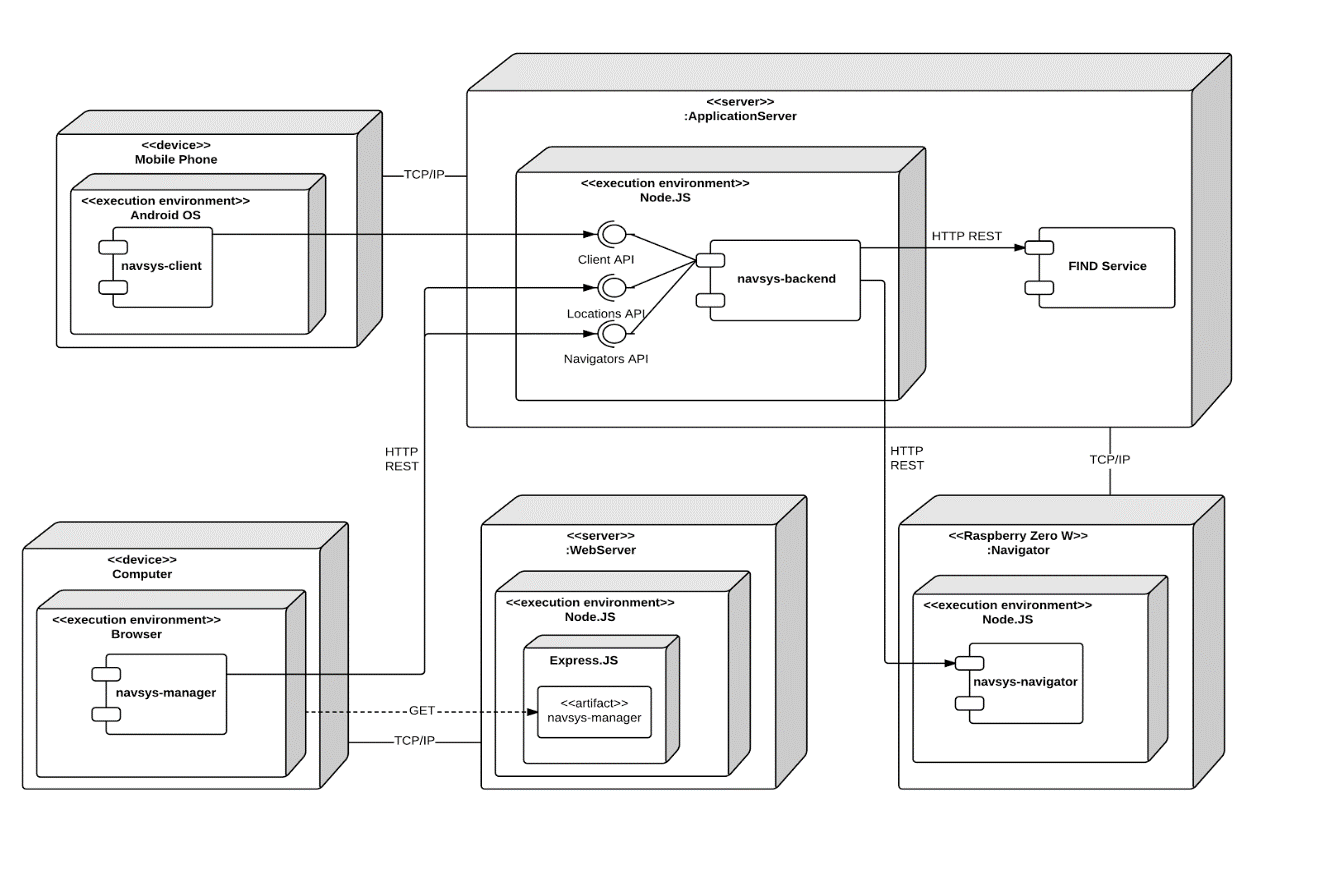 <<server>>
:ApplicationServer
<<device>>
Mobile Phone
TCP/IP
<<execution environment>>
Node.JS
<<execution environment>>
Android OS
HTTP REST
Client API
navsys-client
navsys-backend
FIND Service
Locations API
Navigators API
HTTP
REST
HTTP
REST
TCP/IP
<<device>>
Computer
<<server>>
:WebServer
<<Raspberry Zero W>>
:Navigator
<<execution environment>>
Browser
<<execution environment>>
Node.JS
<<execution environment>>
Node.JS
Express.JS
navsys-manager
<<artifact>>
navsys-manager
navsys-navigator
GET
TCP/IP